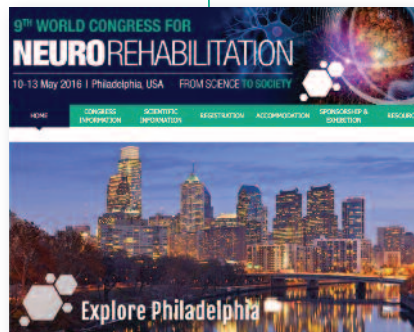 9TH WORLD CONGRESS FOR
NEUROREHABILITATION
10-13 May 2016 | Philadelphia, USA FROM SCIENCE TO SOCIETY
HOME
CONGRESS INFORMATION
SCIENTIFIC INFORMATION
REGISTRATION
ACCOMMODATION
SPONSORSHIP & EXHIBITION
RESOURC
Explore Philadelphia